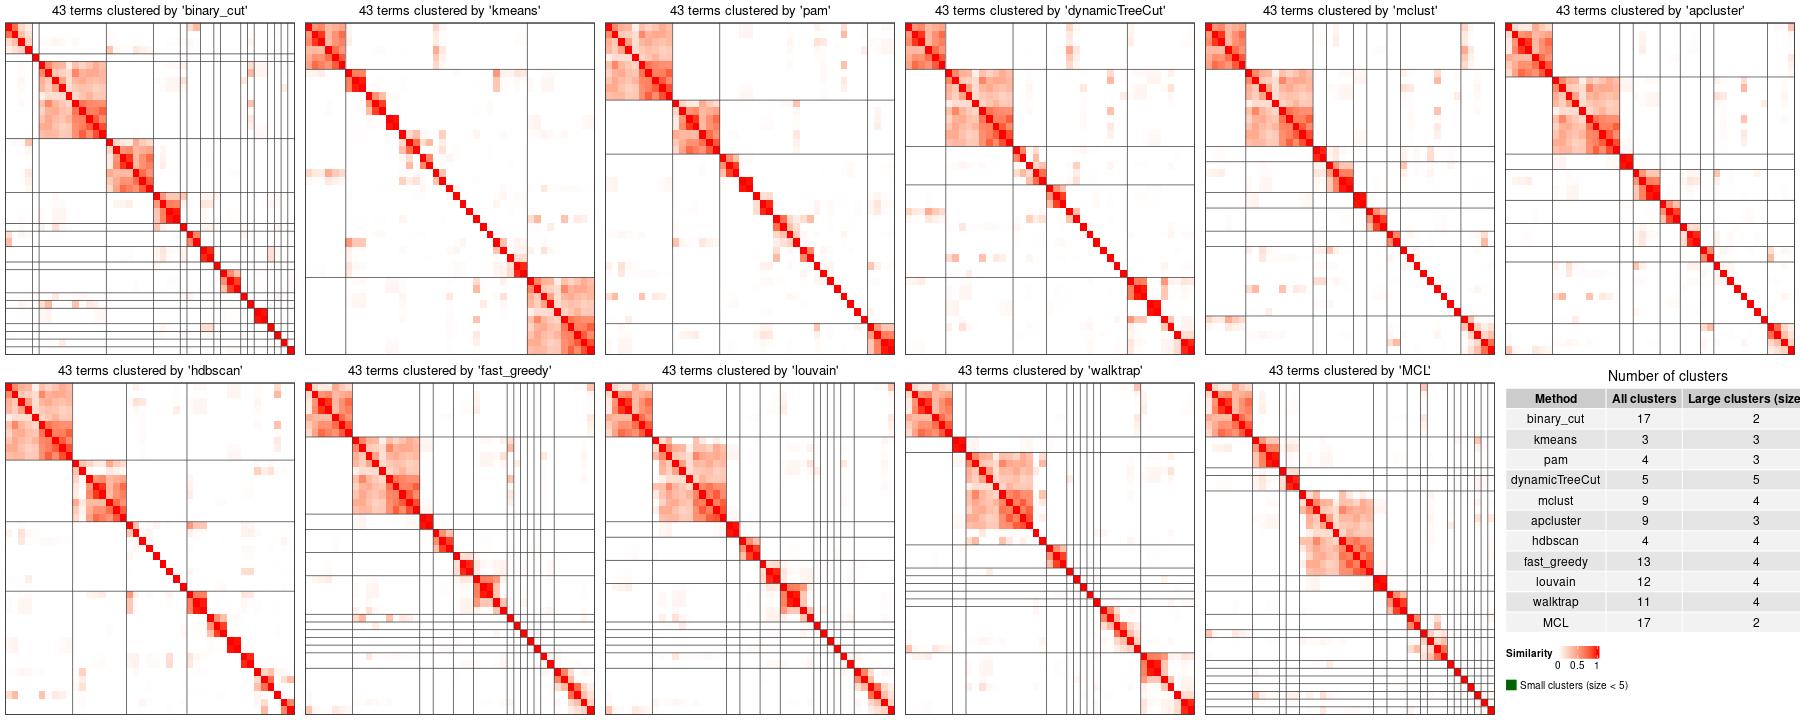 43 terms clustered by 'binary_cut'
43 terms clustered by 'kmeans'
43 terms clustered by 'pam'
43 terms clustered by 'dynamicTreeCut'
43 terms clustered by 'mclust'
43 terms clustered by 'apcluster'
43 terms clustered by 'hdbscan'
43 terms clustered by 'fast_greedy'
43 terms clustered by 'louvain'
43 terms clustered by 'walktrap'
43 terms clustered by 'MCL'
Number of clusters
Method All clusters Large clusters (size
binary_cut 17 2
kmeans 3 3
pam 4 3
dynamicTreeCut 5 5
mclust 9 4
apcluster 9 3
hdbscan 4 4
fast_greedy 13 4
louvain 12 4
walktrap 11 4
MCL 17 2
Similarity
0 0.5 1
Small clusters (size < 5)